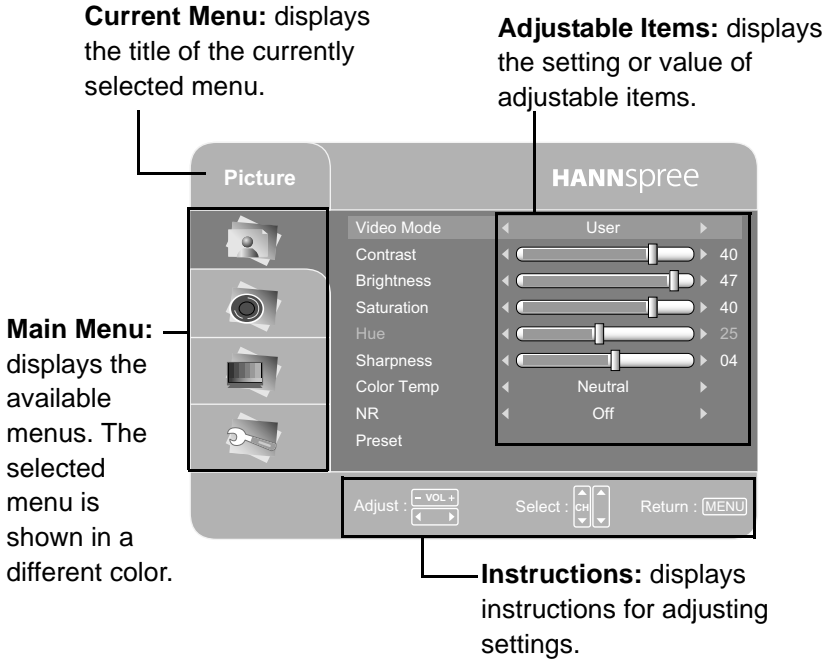 Current Menu: displays
the title of the currently
selected menu.
Adjustable Items: displays
the setting or value of
adjustable items.
Picture
HANNspree
Video Mode User
Contrast 40
Brightness 47
Saturation 40
Hue 25
Sharpness 04
Color Temp Neutral
NR Off
Preset
Main Menu:
displays the
available
menus. The
selected
menu is
shown in a
different color.
Adjust : - VOL + Select : CH Return : MENU
Instructions: displays
instructions for adjusting
settings.